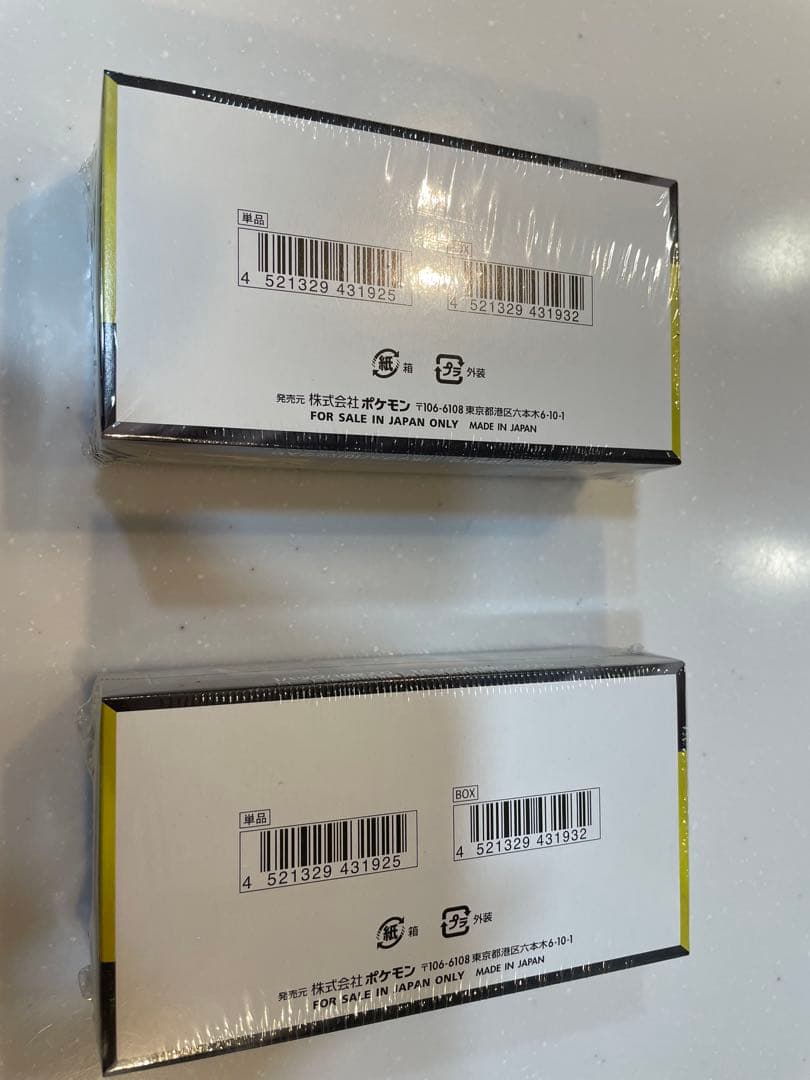 単品
BOX
4 521329 431925
4 521329 431932
紙 箱
プラ 外装
発売元 株式会社 ポケモン 〒106-6108 東京都港区六本木6-10-1
FOR SALE IN JAPAN ONLY MADE IN JAPAN
単品
BOX
4 521329 431925
4 521329 431932
紙 箱
プラ 外装
発売元 株式会社 ポケモン 〒106-6108 東京都港区六本木6-10-1
FOR SALE IN JAPAN ONLY MADE IN JAPAN